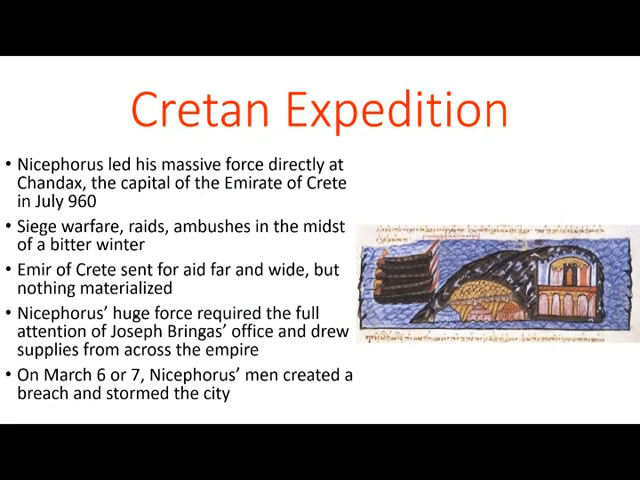 Cretan Expedition
• Nicephorus led his massive force directly at
Chandax, the capital of the Emirate of Crete
in July 960
• Siege warfare, raids, ambushes in the midst
of a bitter winter
• Emir of Crete sent for aid far and wide, but
nothing materialized
• Nicephorus’ huge force required the full
attention of Joseph Bringas’ office and drew
supplies from across the empire
• On March 6 or 7, Nicephorus’ men created a
breach and stormed the city